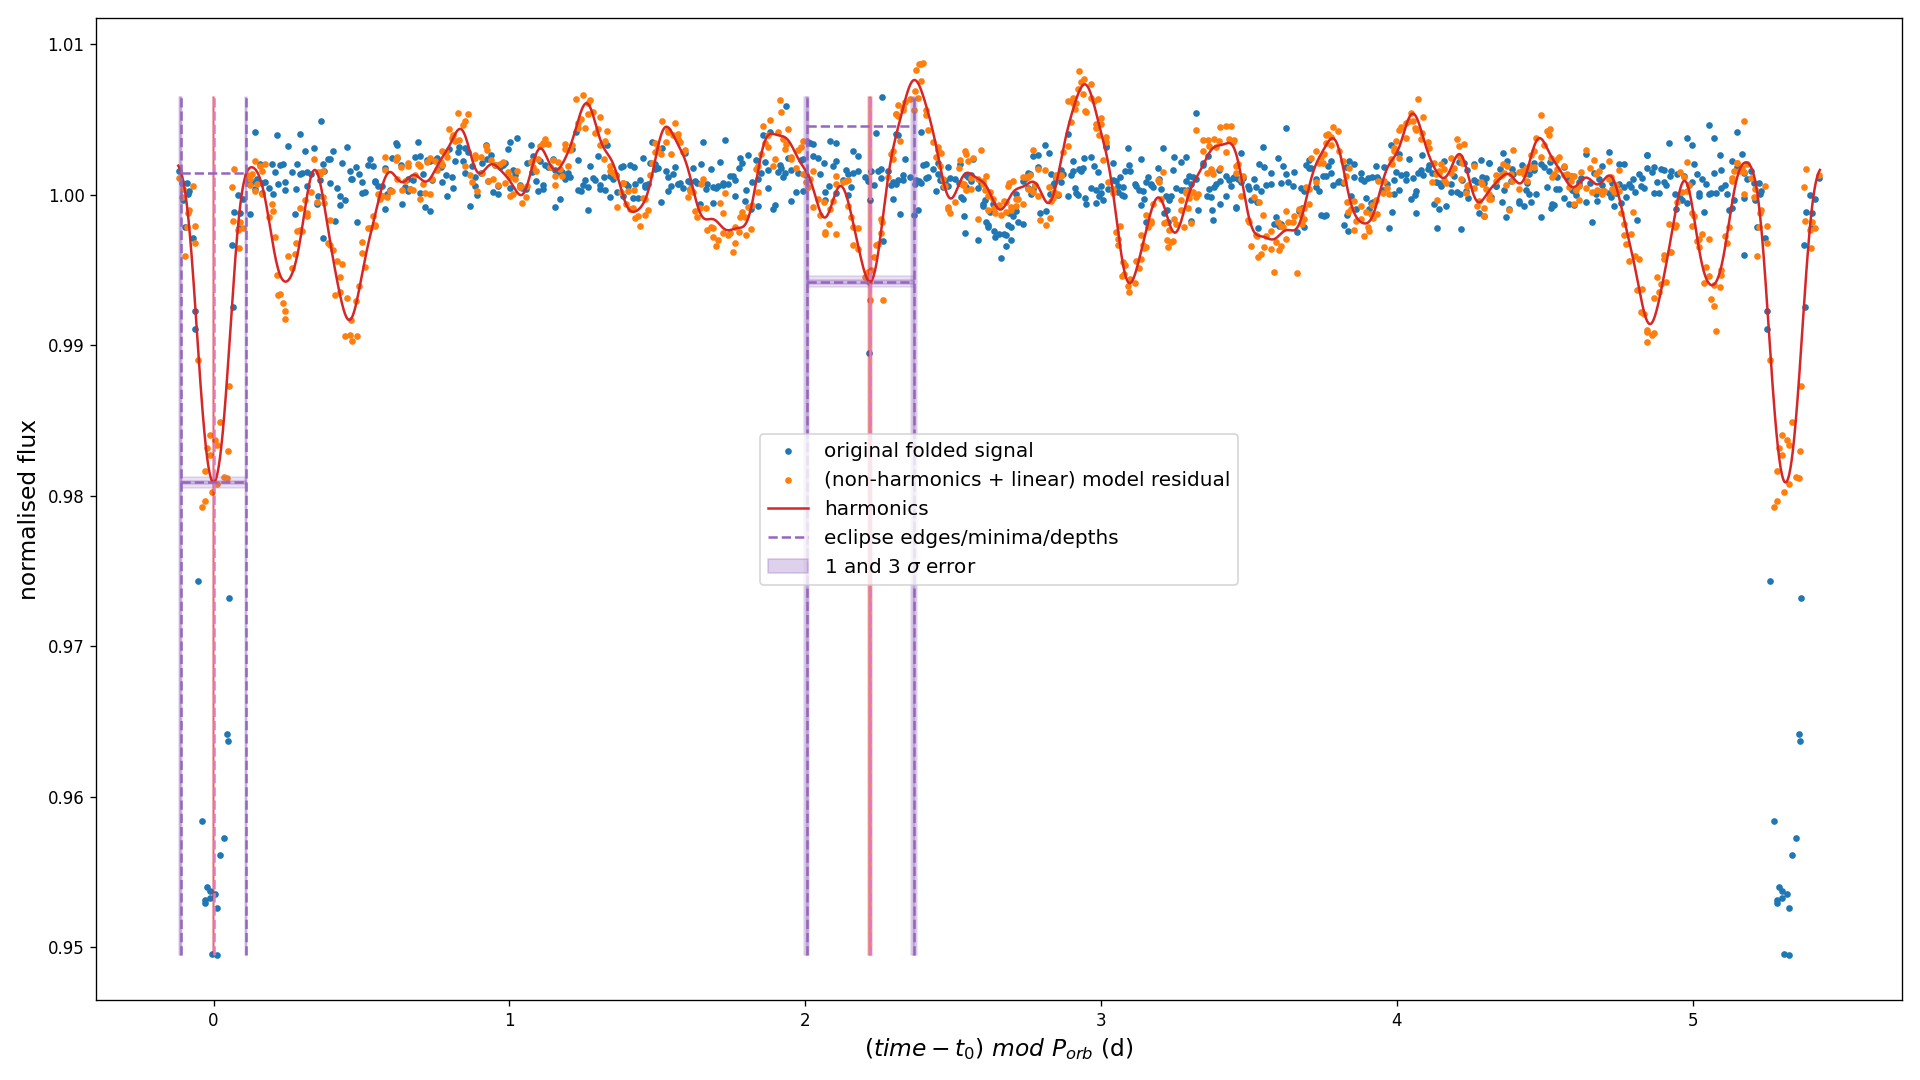 normalised flux
1.01
1.00
0.99
0.98
0.97
0.96
0.95
original folded signal
(non-harmonics + linear) model residual
harmonics
eclipse edges/minima/depths
1 and 3 σ error
0 1 2 3 4 5
(time − t₀) mod P_orb (d)